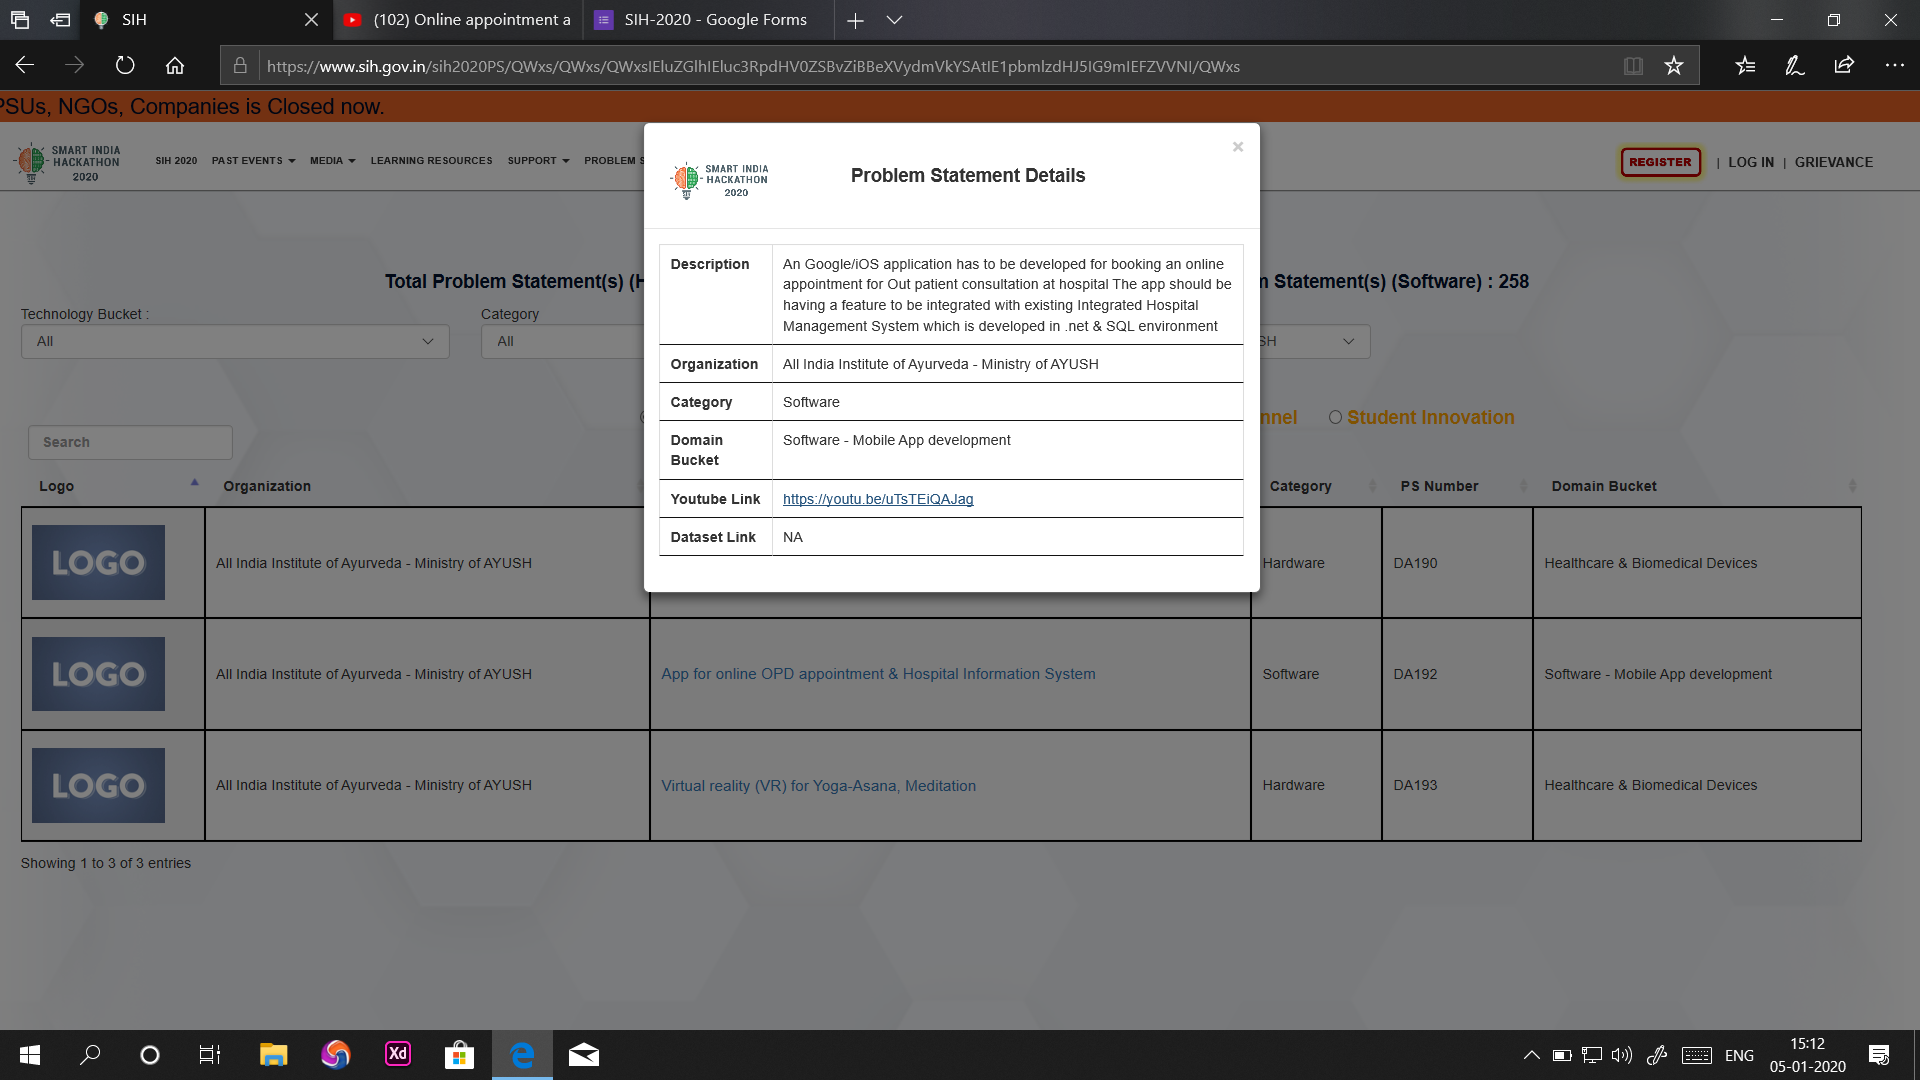 SIH
(102) Online appointment a
SIH-2020 - Google Forms
https://www.sih.gov.in/sih2020PS/QWxs/QWxs/QWxsIEluZGlhIEluc3RpdHV0ZSBvZiBBeXVydmVkYSAtIE1pbmlzdHJ5IG9mIEFZVVNI/QWxs
PSUs, NGOs, Companies is Closed now.
SMART INDIA
HACKATHON
2020
SIH 2020
PAST EVENTS
MEDIA
LEARNING RESOURCES
SUPPORT
PROBLEM S
REGISTER
| LOG IN | GRIEVANCE
SMART INDIA
HACKATHON
2020
Problem Statement Details
×
Description
An Google/iOS application has to be developed for booking an online
appointment for Out patient consultation at hospital The app should be
having a feature to be integrated with existing Integrated Hospital
Management System which is developed in .net & SQL environment
Organization
All India Institute of Ayurveda - Ministry of AYUSH
Category
Software
Domain
Bucket
Software - Mobile App development
Youtube Link
https://youtu.be/uTsTEiQAJag
Dataset Link
NA
Total Problem Statement(s) (H
m Statement(s) (Software) : 258
Technology Bucket :
All
Category
All
SH
nnel
Student Innovation
Search
Logo
Organization
Category
PS Number
Domain Bucket
LOGO
All India Institute of Ayurveda - Ministry of AYUSH
Hardware
DA190
Healthcare & Biomedical Devices
LOGO
All India Institute of Ayurveda - Ministry of AYUSH
App for online OPD appointment & Hospital Information System
Software
DA192
Software - Mobile App development
LOGO
All India Institute of Ayurveda - Ministry of AYUSH
Virtual reality (VR) for Yoga-Asana, Meditation
Hardware
DA193
Healthcare & Biomedical Devices
Showing 1 to 3 of 3 entries
Xd
ENG
15:12
05-01-2020